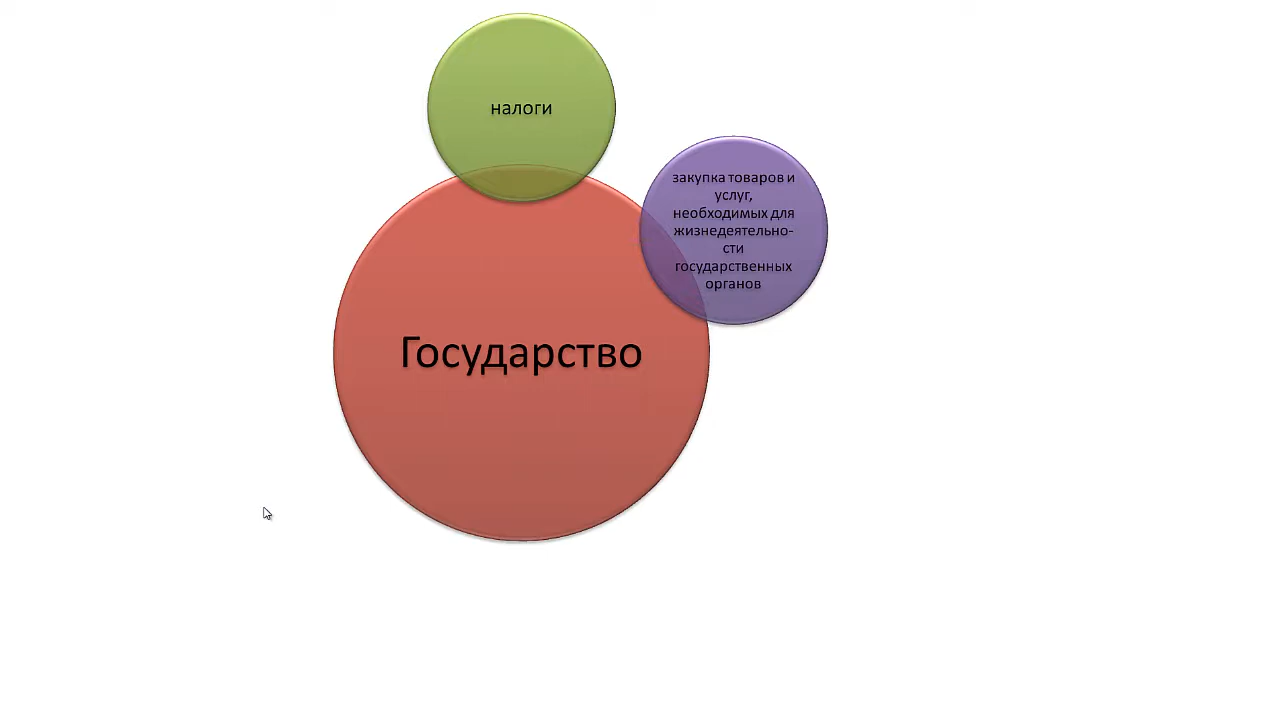 налоги
закупка товаров и
услуг,
необходимых для
жизнедеятельно-
сти
государственных
органов
Государство